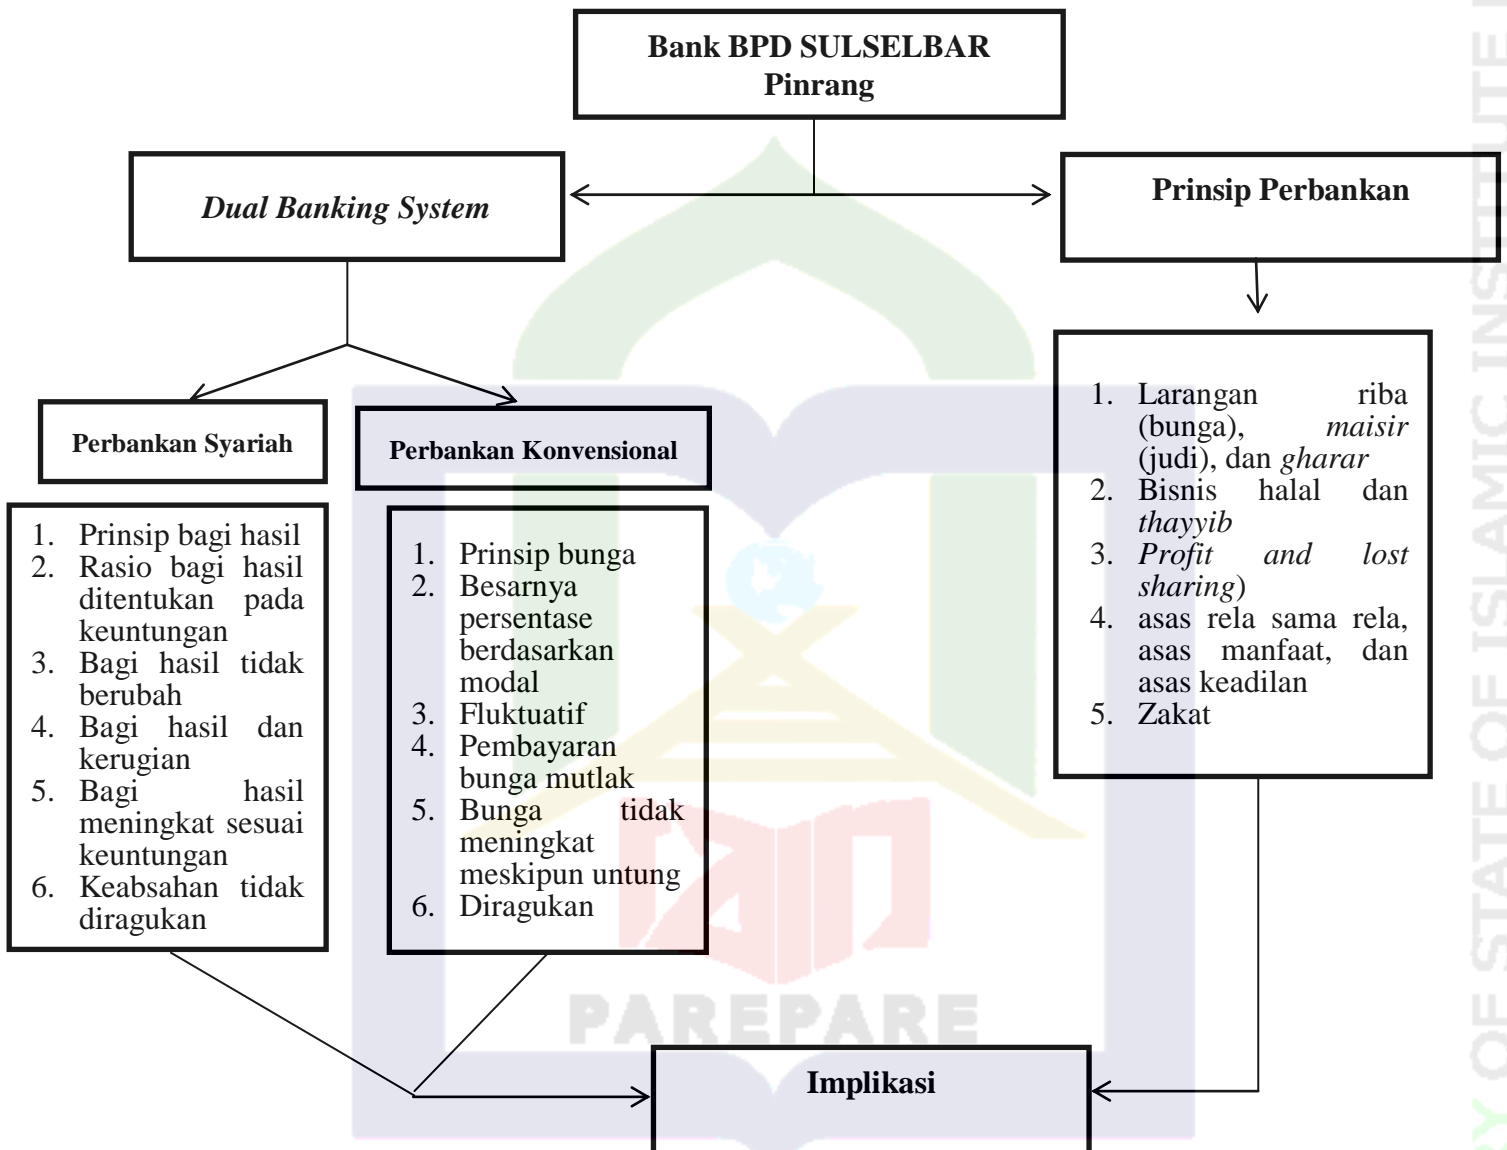 Bank BPD SULSELBAR
Pinrang
Dual Banking System
Prinsip Perbankan
Perbankan Syariah
Perbankan Konvensional
1. Prinsip bagi hasil
2. Rasio bagi hasil
ditentukan pada
keuntungan
3. Bagi hasil tidak
berubah
4. Bagi hasil dan
kerugian
5. Bagi hasil
meningkat sesuai
keuntungan
6. Keabsahan tidak
diragukan
1. Prinsip bunga
2. Besarnya
persentase
berdasarkan
modal
3. Fluktuatif
4. Pembayaran
bunga mutlak
5. Bunga tidak
meningkat
meskipun untung
6. Diragukan
1. Larangan riba
(bunga), maisir
(judi), dan gharar
2. Bisnis halal dan
thayyib
3. Profit and lost
sharing)
4. asas rela sama rela,
asas manfaat, dan
asas keadilan
5. Zakat
PAREPARE
Implikasi
OF STATE OF ISLAMIC INSTITUTE